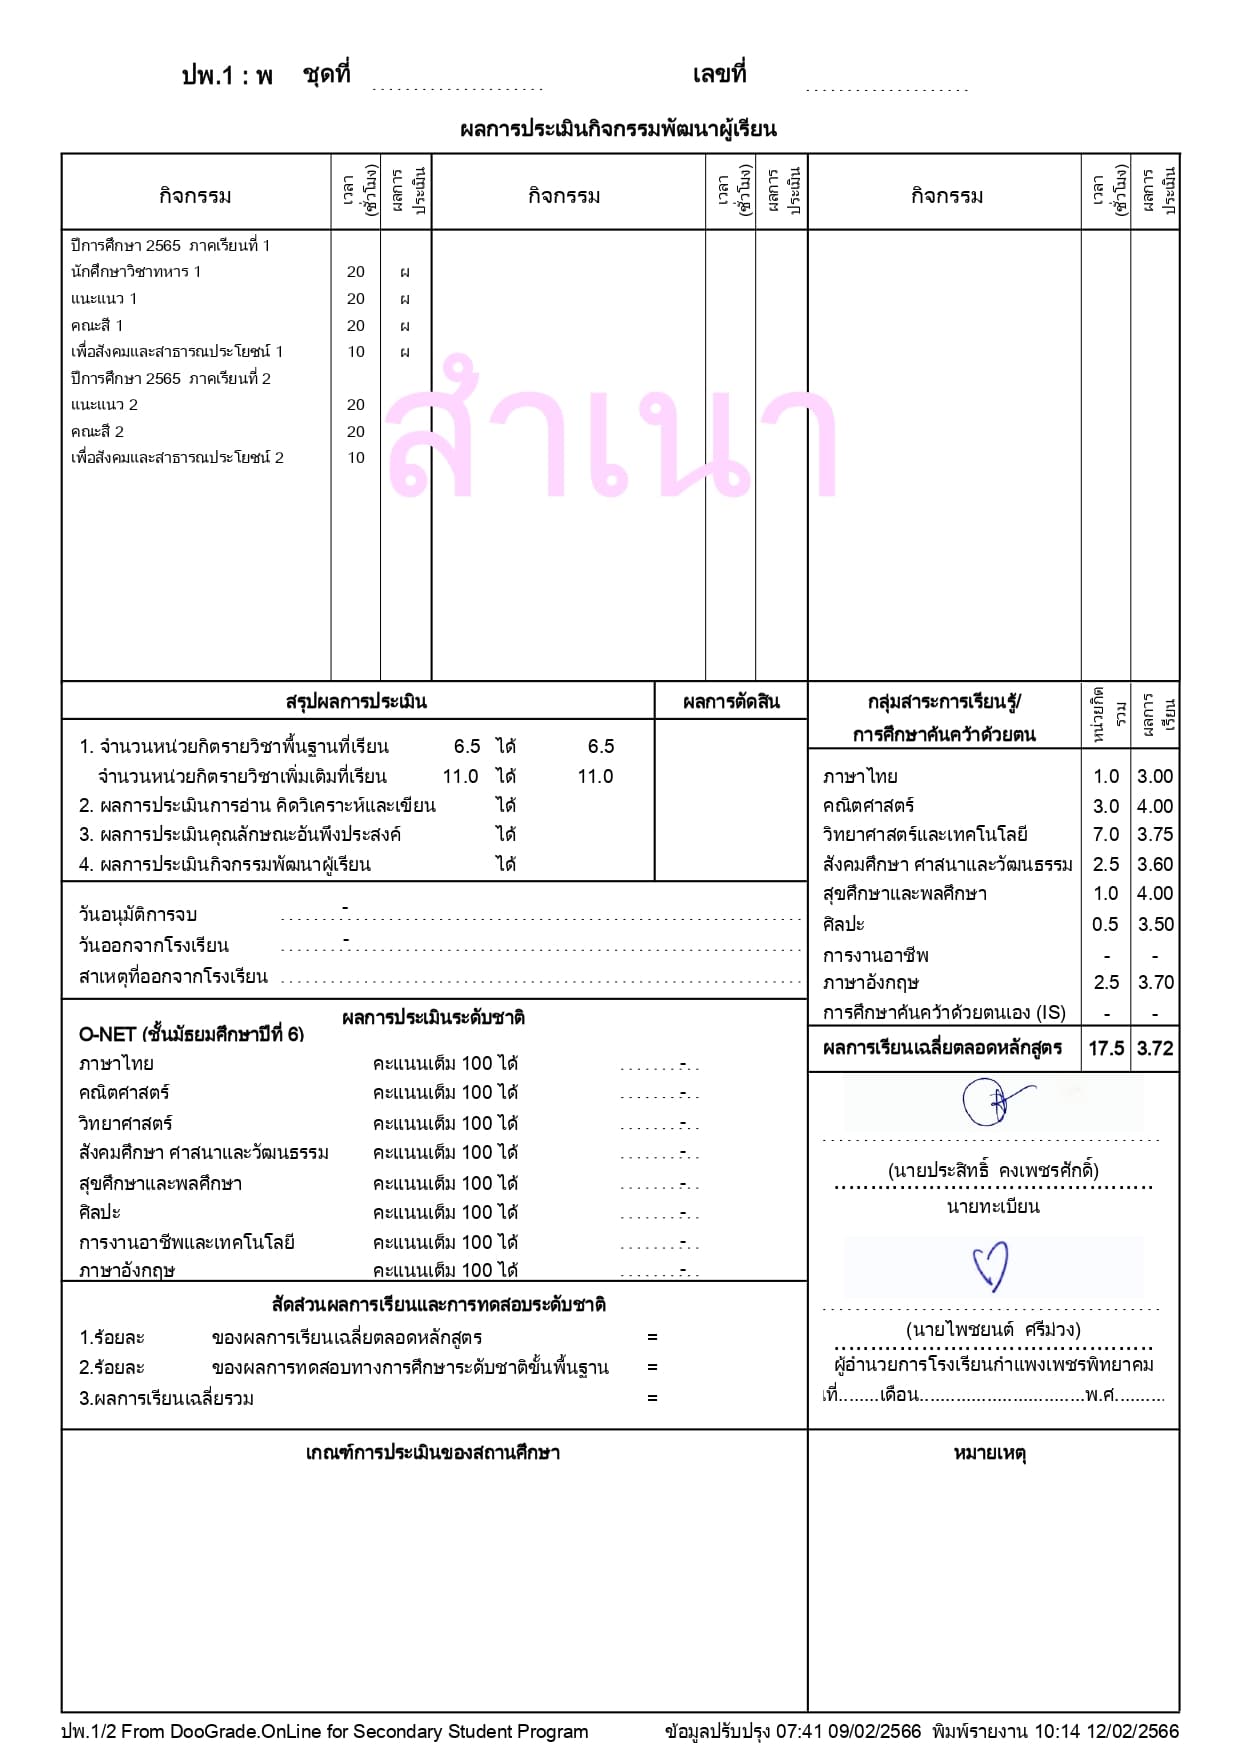 ปพ.1 : พ ชุดที่ ..................... เลขที่ ....................
ผลการประเมินกิจกรรมพัฒนาผู้เรียน
กิจกรรม เวลา (ชั่วโมง) ผลการ ประเมิน กิจกรรม เวลา (ชั่วโมง) ผลการ ประเมิน กิจกรรม เวลา (ชั่วโมง) ผลการ ประเมิน
ปีการศึกษา 2565 ภาคเรียนที่ 1
นักศึกษาวิชาทหาร 1 20 ผ
แนะแนว 1 20 ผ
คณะสี 1 20 ผ
เพื่อสังคมและสาธารณประโยชน์ 1 10 ผ
ปีการศึกษา 2565 ภาคเรียนที่ 2
แนะแนว 2 20
คณะสี 2 20
เพื่อสังคมและสาธารณประโยชน์ 2 10
สำเนา
สรุปผลการประเมิน ผลการตัดสิน
1. จำนวนหน่วยกิตรายวิชาพื้นฐานที่เรียน 6.5 ได้ 6.5
จำนวนหน่วยกิตรายวิชาเพิ่มเติมที่เรียน 11.0 ได้ 11.0
2. ผลการประเมินการอ่าน คิดวิเคราะห์และเขียน ได้
3. ผลการประเมินคุณลักษณะอันพึงประสงค์ ได้
4. ผลการประเมินกิจกรรมพัฒนาผู้เรียน ได้
วันอนุมัติการจบ -
วันออกจากโรงเรียน -
สาเหตุที่ออกจากโรงเรียน
ผลการประเมินระดับชาติ
O-NET (ชั้นมัธยมศึกษาปีที่ 6)
ภาษาไทย คะแนนเต็ม 100 ได้ .......-..
คณิตศาสตร์ คะแนนเต็ม 100 ได้ .......-..
วิทยาศาสตร์ คะแนนเต็ม 100 ได้ .......-..
สังคมศึกษา ศาสนาและวัฒนธรรม คะแนนเต็ม 100 ได้ .......-..
สุขศึกษาและพลศึกษา คะแนนเต็ม 100 ได้ .......-..
ศิลปะ คะแนนเต็ม 100 ได้ .......-..
การงานอาชีพและเทคโนโลยี คะแนนเต็ม 100 ได้ .......-..
ภาษาอังกฤษ คะแนนเต็ม 100 ได้ .......-..
สัดส่วนผลการเรียนและการทดสอบระดับชาติ
1.ร้อยละ ของผลการเรียนเฉลี่ยตลอดหลักสูตร =
2.ร้อยละ ของผลการทดสอบทางการศึกษาระดับชาติขั้นพื้นฐาน =
3.ผลการเรียนเฉลี่ยรวม =
กลุ่มสาระการเรียนรู้/ หน่วยกิต รวม ผลการ เรียน
การศึกษาค้นคว้าด้วยตน
ภาษาไทย 1.0 3.00
คณิตศาสตร์ 3.0 4.00
วิทยาศาสตร์และเทคโนโลยี 7.0 3.75
สังคมศึกษา ศาสนาและวัฒนธรรม 2.5 3.60
สุขศึกษาและพลศึกษา 1.0 4.00
ศิลปะ 0.5 3.50
การงานอาชีพ - -
ภาษาอังกฤษ 2.5 3.70
การศึกษาค้นคว้าด้วยตนเอง (IS) - -
ผลการเรียนเฉลี่ยตลอดหลักสูตร 17.5 3.72
(นายประสิทธิ์ คงเพชรศักดิ์)
นายทะเบียน
(นายไพชยนต์ ศรีม่วง)
ผู้อำนวยการโรงเรียนกำแพงเพชรพิทยาคม
ที่........เดือน...............................พ.ศ..........
เกณฑ์การประเมินของสถานศึกษา หมายเหตุ
ปพ.1/2 From DooGrade.OnLine for Secondary Student Program ข้อมูลปรับปรุง 07:41 09/02/2566 พิมพ์รายงาน 10:14 12/02/2566